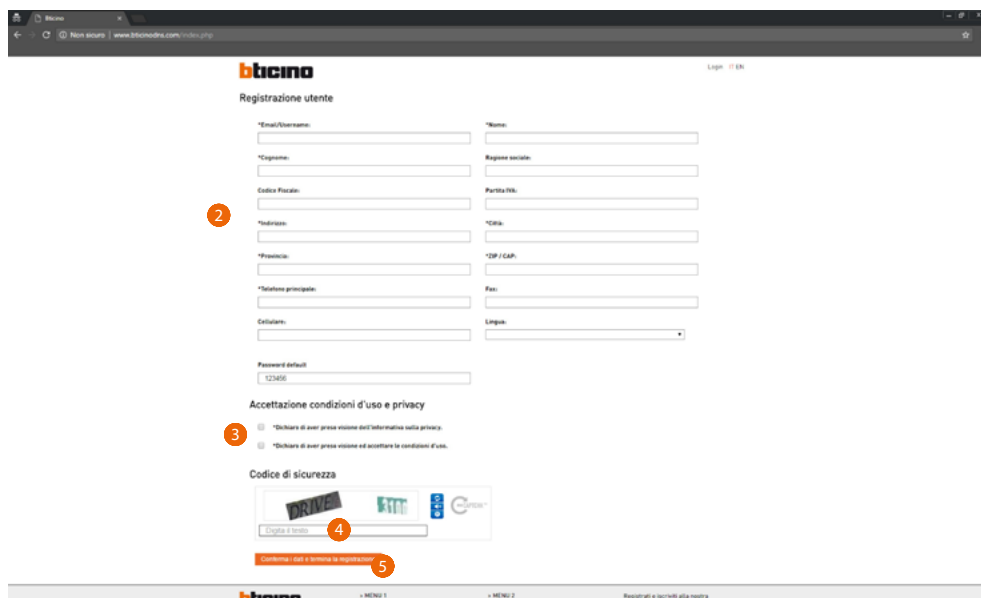 Bticino ×
Non sicuro | www.bticinodns.com/index.php
bticino
Login IT EN
Registrazione utente
*Email/Username: *Nome:
*Cognome: Ragione sociale:
Codice Fiscale: Partita IVA:
2
*Indirizzo: *Città:
*Provincia: *ZIP / CAP:
*Telefono principale: Fax:
Cellulare: Lingua:
Password default
123456
Accettazione condizioni d'uso e privacy
3
*Dichiaro di aver preso visione dell'informativa sulla privacy.
*Dichiaro di aver preso visione ed accettare le condizioni d'uso.
Codice di sicurezza
DRIVE
Digita il testo 4
Conferma i dati e termina la registrazione 5
bticino > MENU 1 > MENU 2 Registrati e iscriviti alla nostra